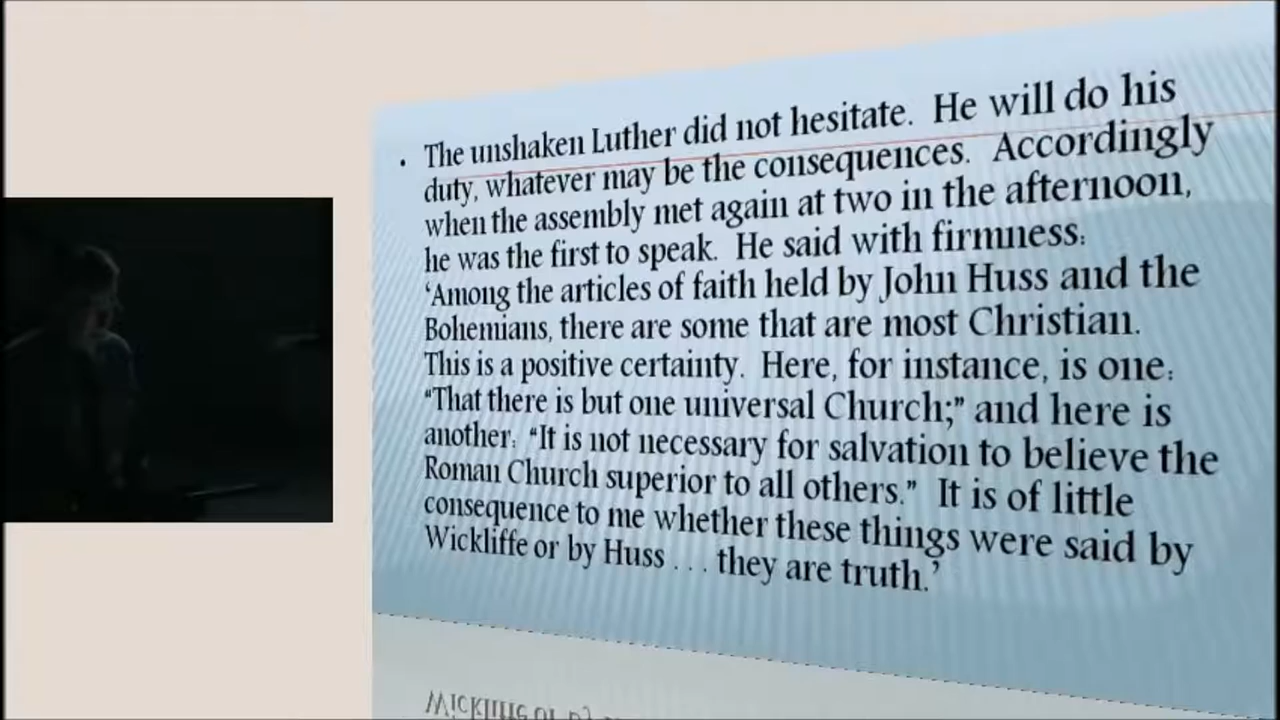 • The unshaken Luther did not hesitate. He will do his
duty, whatever may be the consequences. Accordingly
when the assembly met again at two in the afternoon,
he was the first to speak. He said with firmness:
‘Among the articles of faith held by John Huss and the
Bohemians, there are some that are most Christian.
This is a positive certainty. Here, for instance, is one:
“That there is but one universal Church;” and here is
another: “It is not necessary for salvation to believe the
Roman Church superior to all others.” It is of little
consequence to me whether these things were said by
Wickliffe or by Huss . . . they are truth.’